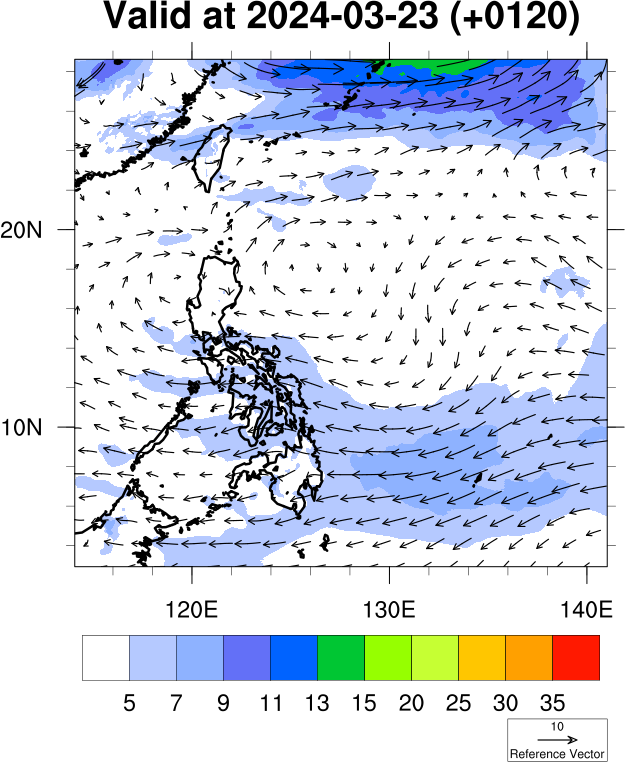 Valid at 2024-03-23 (+0120)
20N
10N
120E 130E 140E
5 7 9 11 13 15 20 25 30 35
10
Reference Vector